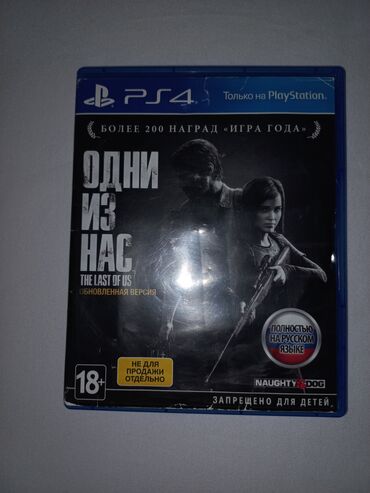 PS4
Только на PlayStation.
БОЛЕЕ 200 НАГРАД «ИГРА ГОДА»
ОДНИ
ИЗ
НАС
THE LAST OF US
ОБНОВЛЕННАЯ ВЕРСИЯ
ПОЛНОСТЬЮ
НА РУССКОМ
ЯЗЫКЕ
НЕ ДЛЯ
ПРОДАЖИ
ОТДЕЛЬНО
18+
NAUGHTY DOG
ЗАПРЕЩЕНО ДЛЯ ДЕТЕЙ